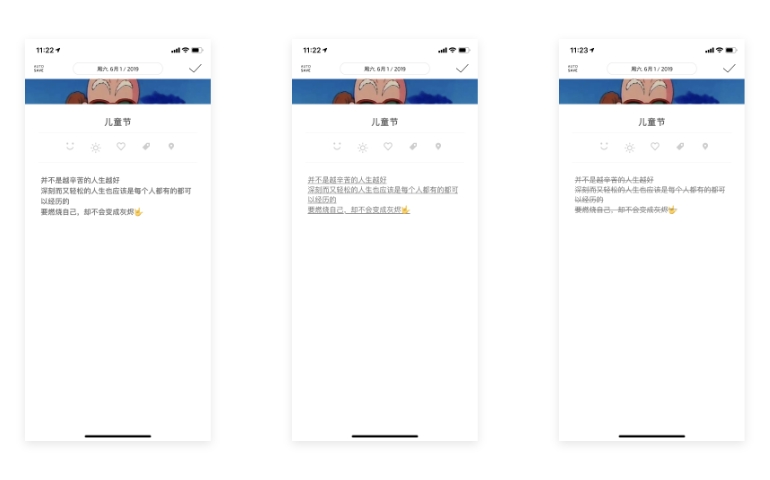 11:22
AUTO
SAVE
周六, 6月1 / 2019
儿童节
并不是越辛苦的人生越好
深刻而又轻松的人生也应该是每个人都有的都可
以经历的
要燃烧自己，却不会变成灰烬🤟
11:22
AUTO
SAVE
周六, 6月1 / 2019
儿童节
并不是越辛苦的人生越好
深刻而又轻松的人生也应该是每个人都有的都可
以经历的
要燃烧自己，却不会变成灰烬🤟
11:23
AUTO
SAVE
周六, 6月1 / 2019
儿童节
并不是越辛苦的人生越好
深刻而又轻松的人生也应该是每个人都有的都可
以经历的
要燃烧自己，却不会变成灰烬🤟